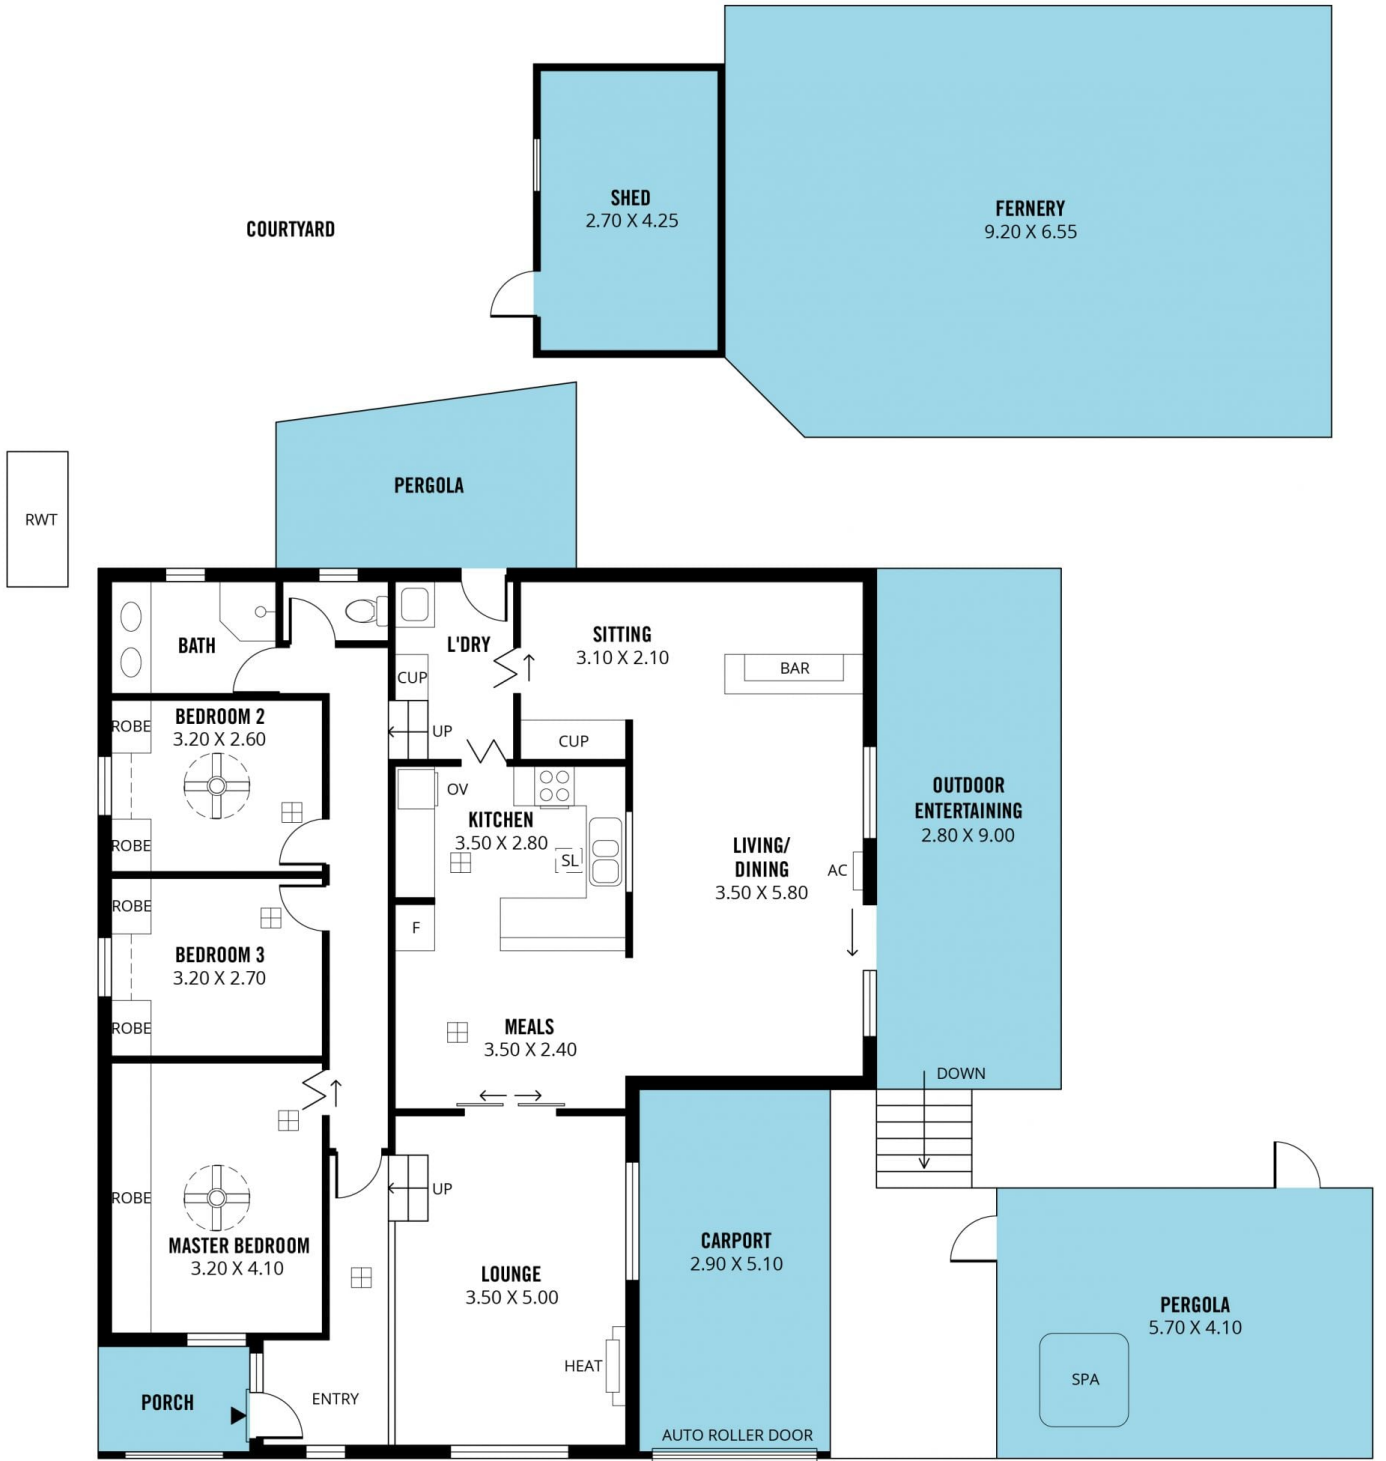 SHED
2.70 X 4.25
FERNERY
9.20 X 6.55
COURTYARD
PERGOLA
RWT
BATH
L'DRY
SITTING
3.10 X 2.10
BAR
CUP
ROBE
BEDROOM 2
3.20 X 2.60
UP
CUP
OV
KITCHEN
3.50 X 2.80
SL
ROBE
LIVING/
DINING
3.50 X 5.80
AC
OUTDOOR
ENTERTAINING
2.80 X 9.00
ROBE
F
BEDROOM 3
3.20 X 2.70
ROBE
MEALS
3.50 X 2.40
DOWN
ROBE
UP
MASTER BEDROOM
3.20 X 4.10
LOUNGE
3.50 X 5.00
CARPORT
2.90 X 5.10
PERGOLA
5.70 X 4.10
HEAT
SPA
PORCH
ENTRY
AUTO ROLLER DOOR